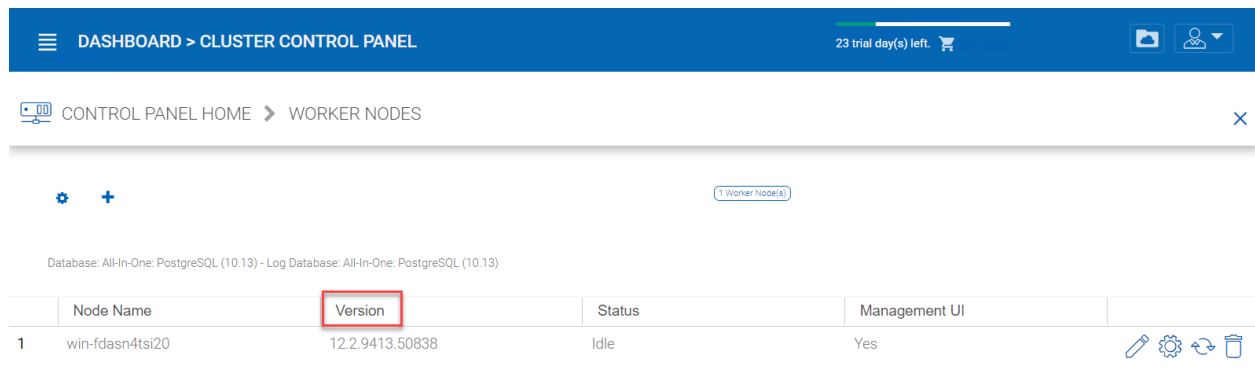 DASHBOARD > CLUSTER CONTROL PANEL
23 trial day(s) left.
CONTROL PANEL HOME > WORKER NODES
1 Worker Node(s)
Database: All-In-One: PostgreSQL (10.13) - Log Database: All-In-One: PostgreSQL (10.13)
Node Name Version Status Management UI
1 win-fdasn4tsi20 12.2.9413.50838 Idle Yes